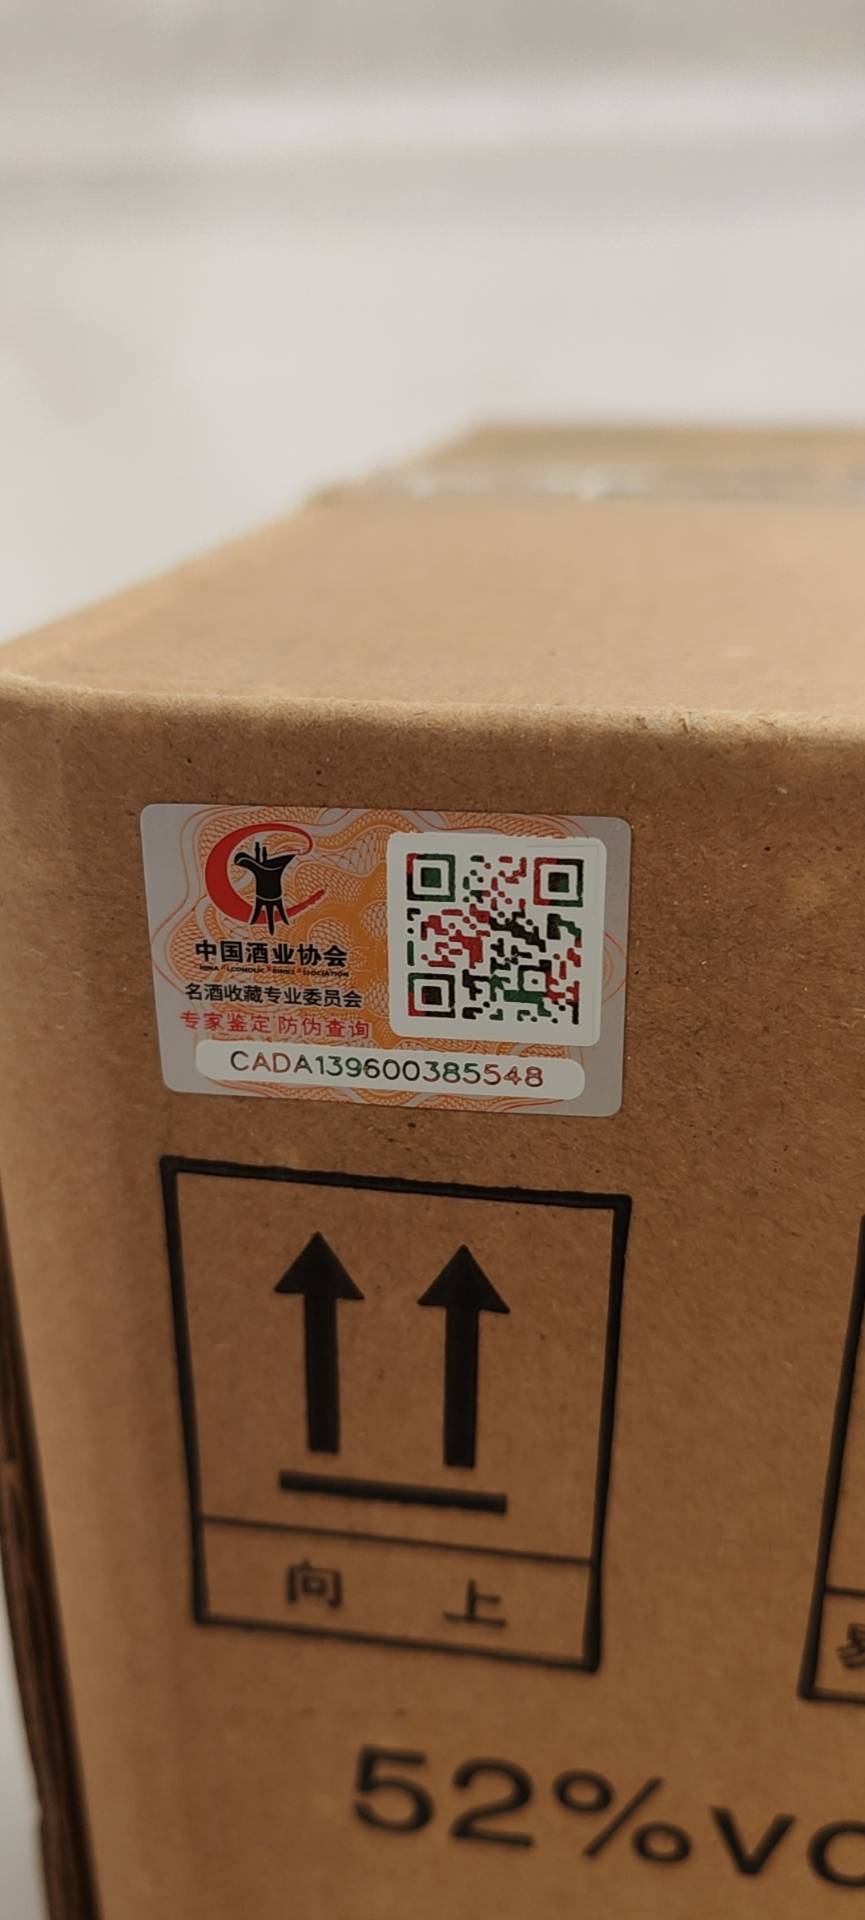 中国酒业协会
名酒收藏专业委员会
专家鉴定 防伪查询
CADA139600385548
向上
易
52%vo